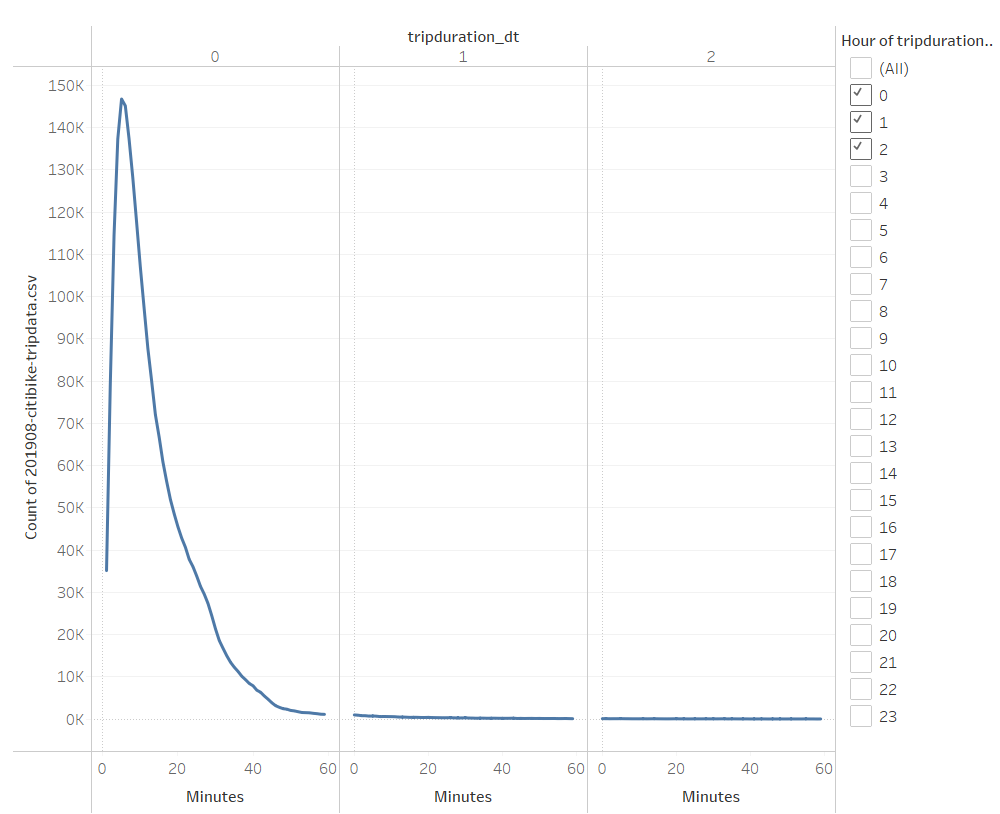 tripduration_dt
0 1 2
Count of 201908-citibike-tripdata.csv
150K
140K
130K
120K
110K
100K
90K
80K
70K
60K
50K
40K
30K
20K
10K
0K
0 20 40 60 0 20 40 60 0 20 40 60
Minutes Minutes Minutes
Hour of tripduration..
(All)
0
1
2
3
4
5
6
7
8
9
10
11
12
13
14
15
16
17
18
19
20
21
22
23